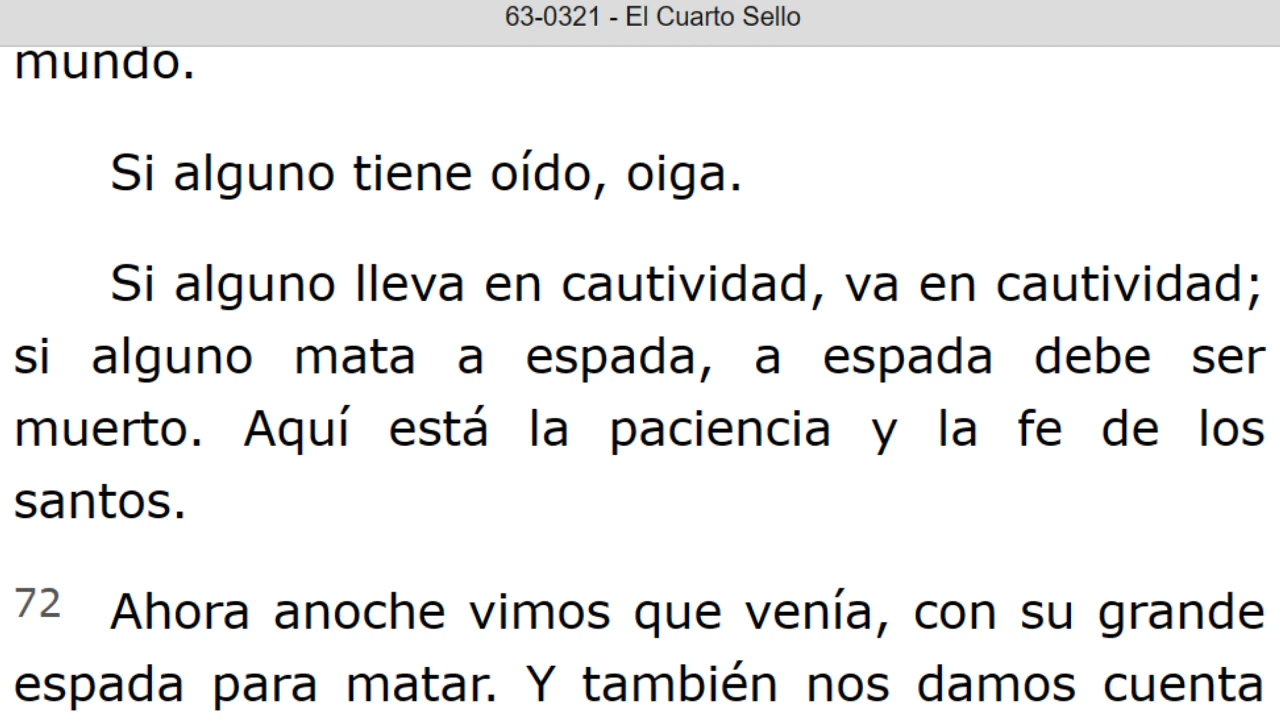 63-0321 - El Cuarto Sello
mundo.
Si alguno tiene oído, oiga.
Si alguno lleva en cautividad, va en cautividad;
si alguno mata a espada, a espada debe ser
muerto. Aquí está la paciencia y la fe de los
santos.
72 Ahora anoche vimos que venía, con su grande
espada para matar. Y también nos damos cuenta